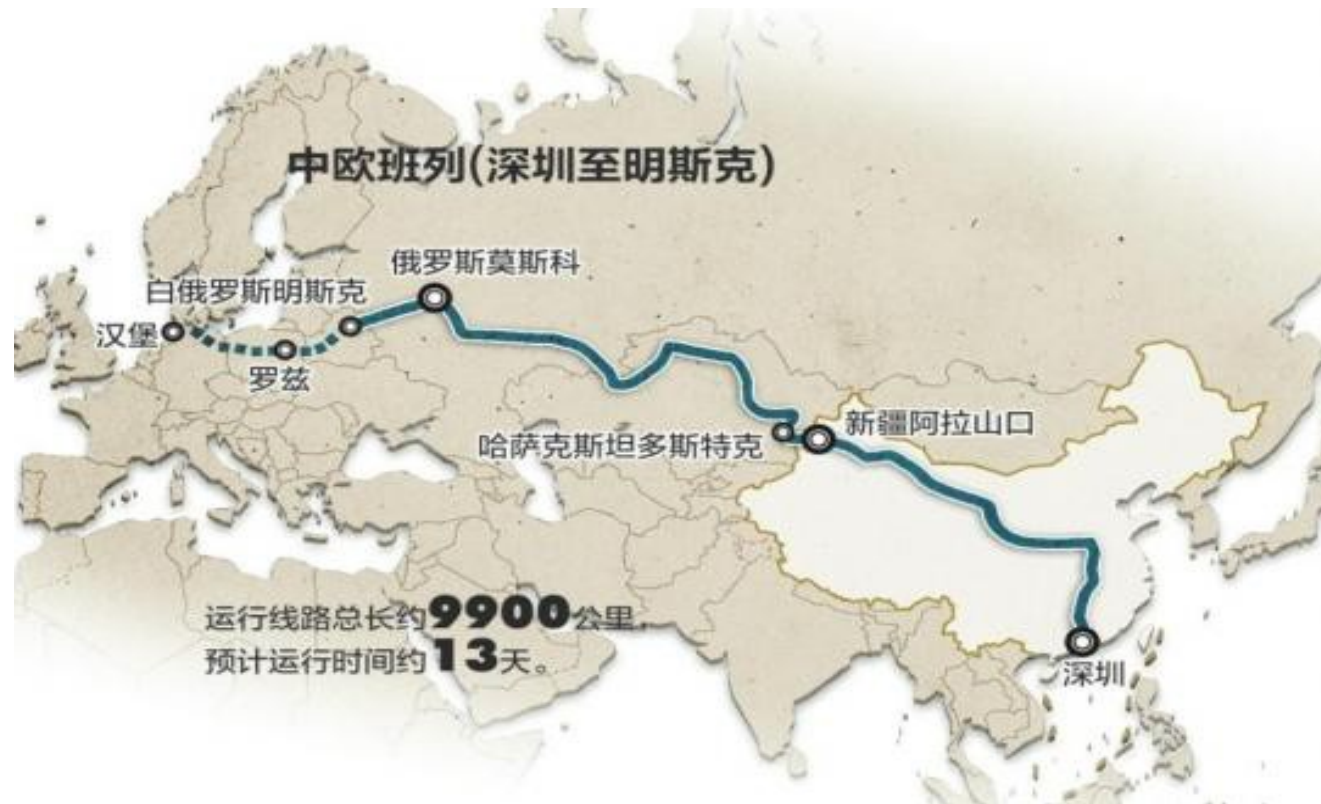 中欧班列(深圳至明斯克)
俄罗斯莫斯科
白俄罗斯明斯克
汉堡
罗兹
新疆阿拉山口
哈萨克斯坦多斯特克
运行线路总长约9900公里,
预计运行时间约13天。
深圳